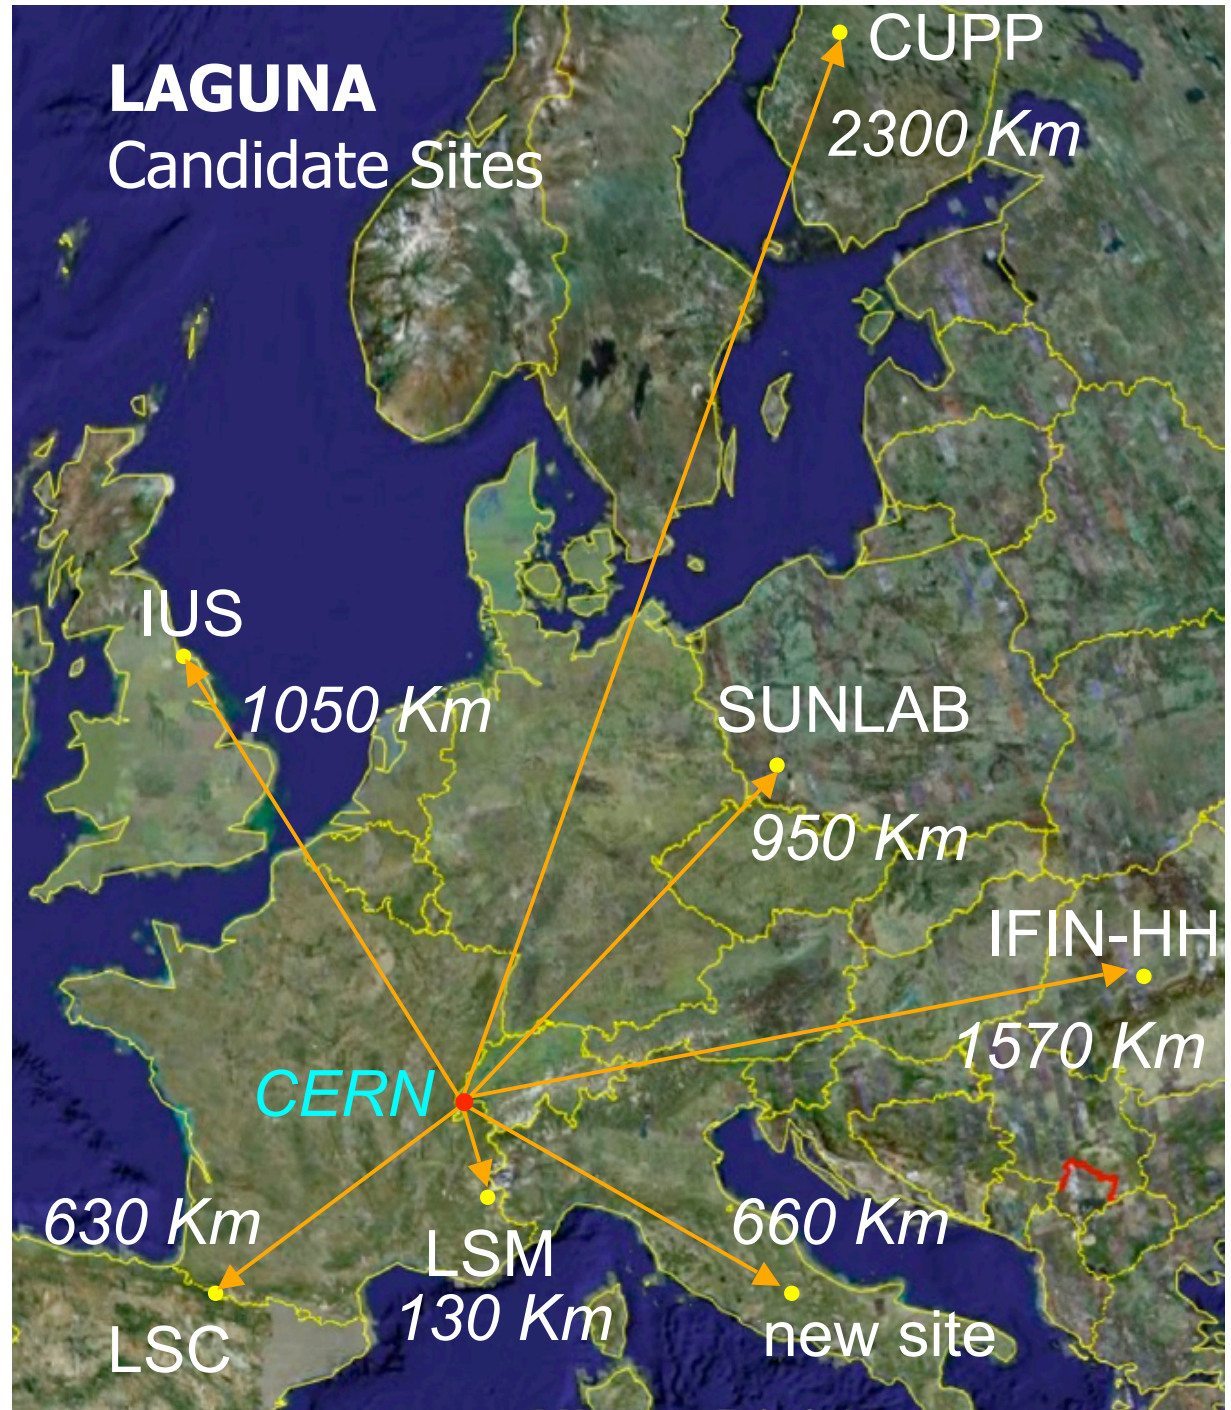 CUPP
LAGUNA
Candidate Sites
2300 Km
IUS
1050 Km
SUNLAB
950 Km
IFIN-HH
1570 Km
CERN
630 Km
660 Km
LSM
130 Km
LSC
new site